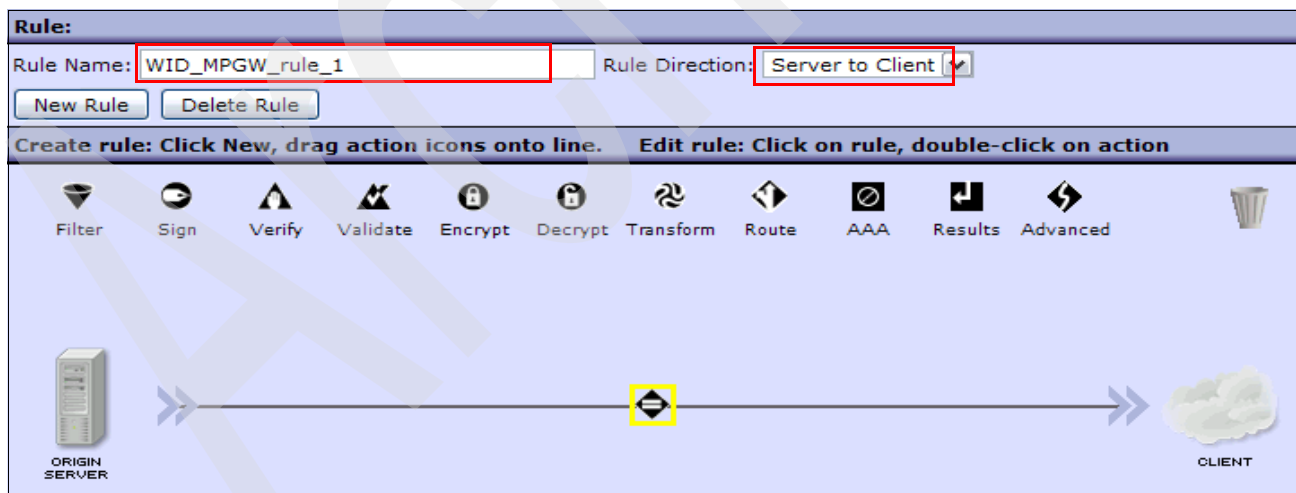 Rule:
Rule Name: WID_MPGW_rule_1 Rule Direction: Server to Client
New Rule Delete Rule
Create rule: Click New, drag action icons onto line. Edit rule: Click on rule, double-click on action
Filter Sign Verify Validate Encrypt Decrypt Transform Route AAA Results Advanced
ORIGIN SERVER CLIENT